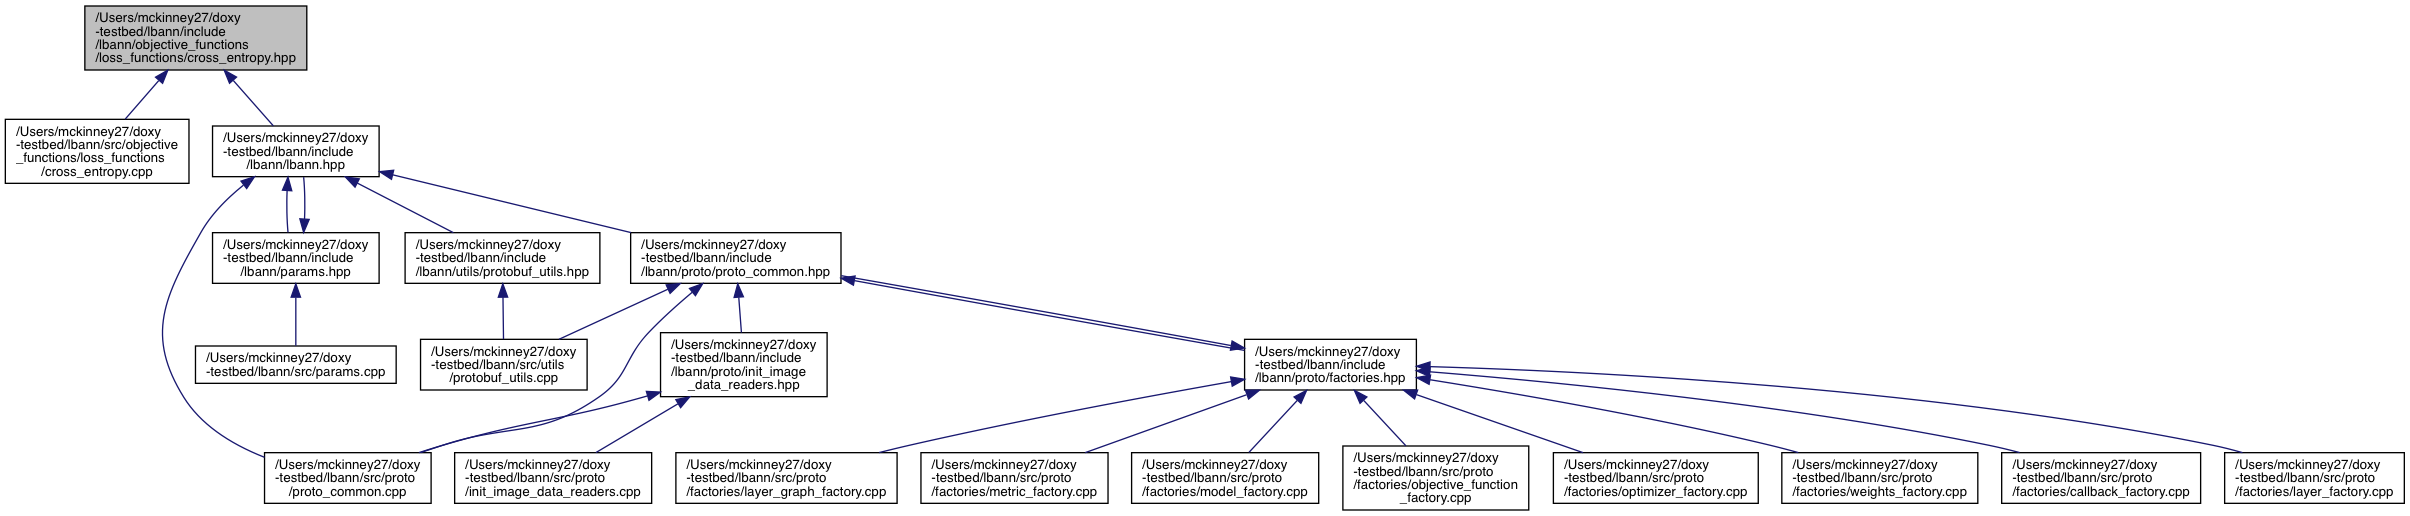 /Users/mckinney27/doxy
-testbed/lbann/include
/lbann/objective_functions
/loss_functions/cross_entropy.hpp
/Users/mckinney27/doxy
-testbed/lbann/src/objective
_functions/loss_functions
/cross_entropy.cpp
/Users/mckinney27/doxy
-testbed/lbann/include
/lbann/lbann.hpp
/Users/mckinney27/doxy
-testbed/lbann/include
/lbann/params.hpp
/Users/mckinney27/doxy
-testbed/lbann/include
/lbann/utils/protobuf_utils.hpp
/Users/mckinney27/doxy
-testbed/lbann/include
/lbann/proto/proto_common.hpp
/Users/mckinney27/doxy
-testbed/lbann/src/params.cpp
/Users/mckinney27/doxy
-testbed/lbann/src/utils
/protobuf_utils.cpp
/Users/mckinney27/doxy
-testbed/lbann/include
/lbann/proto/init_image
_data_readers.hpp
/Users/mckinney27/doxy
-testbed/lbann/include
/lbann/proto/factories.hpp
/Users/mckinney27/doxy
-testbed/lbann/src/proto
/proto_common.cpp
/Users/mckinney27/doxy
-testbed/lbann/src/proto
/init_image_data_readers.cpp
/Users/mckinney27/doxy
-testbed/lbann/src/proto
/factories/layer_graph_factory.cpp
/Users/mckinney27/doxy
-testbed/lbann/src/proto
/factories/metric_factory.cpp
/Users/mckinney27/doxy
-testbed/lbann/src/proto
/factories/model_factory.cpp
/Users/mckinney27/doxy
-testbed/lbann/src/proto
/factories/objective_function
_factory.cpp
/Users/mckinney27/doxy
-testbed/lbann/src/proto
/factories/optimizer_factory.cpp
/Users/mckinney27/doxy
-testbed/lbann/src/proto
/factories/weights_factory.cpp
/Users/mckinney27/doxy
-testbed/lbann/src/proto
/factories/callback_factory.cpp
/Users/mckinney27/doxy
-testbed/lbann/src/proto
/factories/layer_factory.cpp